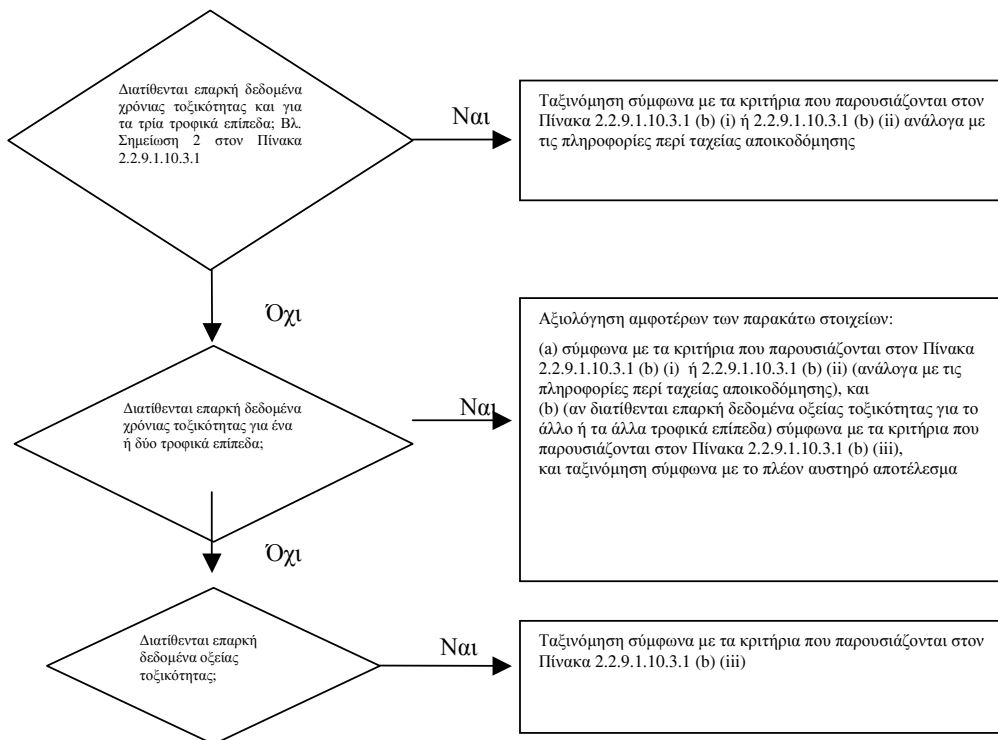 Διατίθενται επαρκή δεδομένα
χρόνιας τοξικότητας και για
τα τρία τροφικά επίπεδα; Βλ.
Σημείωση 2 στον Πίνακα
2.2.9.1.10.3.1
Ναι
Ταξινόμηση σύμφωνα με τα κριτήρια που παρουσιάζονται στον
Πίνακα 2.2.9.1.10.3.1 (b) (i) ή 2.2.9.1.10.3.1 (b) (ii) ανάλογα με
τις πληροφορίες περί ταχείας αποικοδόμησης
Όχι
Διατίθενται επαρκή δεδομένα
χρόνιας τοξικότητας για ένα
ή δύο τροφικά επίπεδα;
Ναι
Αξιολόγηση αμφοτέρων των παρακάτω στοιχείων:
(a) σύμφωνα με τα κριτήρια που παρουσιάζονται στον Πίνακα
2.2.9.1.10.3.1 (b) (i) ή 2.2.9.1.10.3.1 (b) (ii) (ανάλογα με τις
πληροφορίες περί ταχείας αποικοδόμησης), και
(b) (αν διατίθενται επαρκή δεδομένα οξείας τοξικότητας για το
άλλο ή τα άλλα τροφικά επίπεδα) σύμφωνα με τα κριτήρια που
παρουσιάζονται στον Πίνακα 2.2.9.1.10.3.1 (b) (iii),
και ταξινόμηση σύμφωνα με το πλέον αυστηρό αποτέλεσμα
Όχι
Διατίθενται επαρκή
δεδομένα οξείας
τοξικότητας;
Ναι
Ταξινόμηση σύμφωνα με τα κριτήρια που παρουσιάζονται στον
Πίνακα 2.2.9.1.10.3.1 (b) (iii)